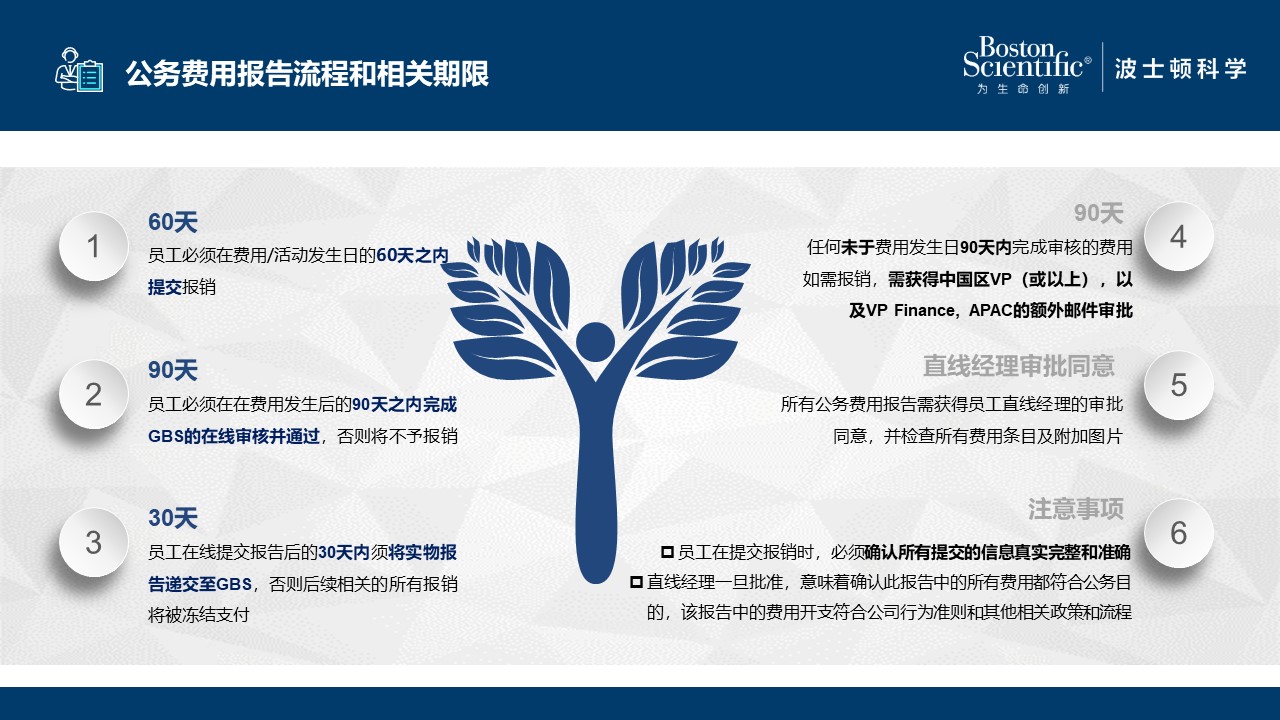 公务费用报告流程和相关期限
Boston
Scientific®
为生命创新
波士顿科学
1
60天
员工必须在费用/活动发生日的60天之内
提交报销
2
90天
员工必须在在费用发生后的90天之内完成
GBS的在线审核并通过，否则将不予报销
3
30天
员工在线提交报告后的30天内 须将实物报
告递交至GBS，否则后续相关的所有报销
将被冻结支付
4
90天
任何未于费用发生日90天内完成审核的费用
如需报销，需获得中国区VP（或以上），以
及VP Finance，APAC的额外邮件审批
5
直线经理审批同意
所有公务费用报告需获得员工直线经理的审批
同意，并检查所有费用条目及附加图片
6
注意事项
员工在提交报销时，必须确认所有提交的信息真实完整和准确
直线经理一旦批准，意味着确认此报告中的所有费用都符合公务目
的，该报告中的费用开支符合公司行为准则和其他相关政策和流程